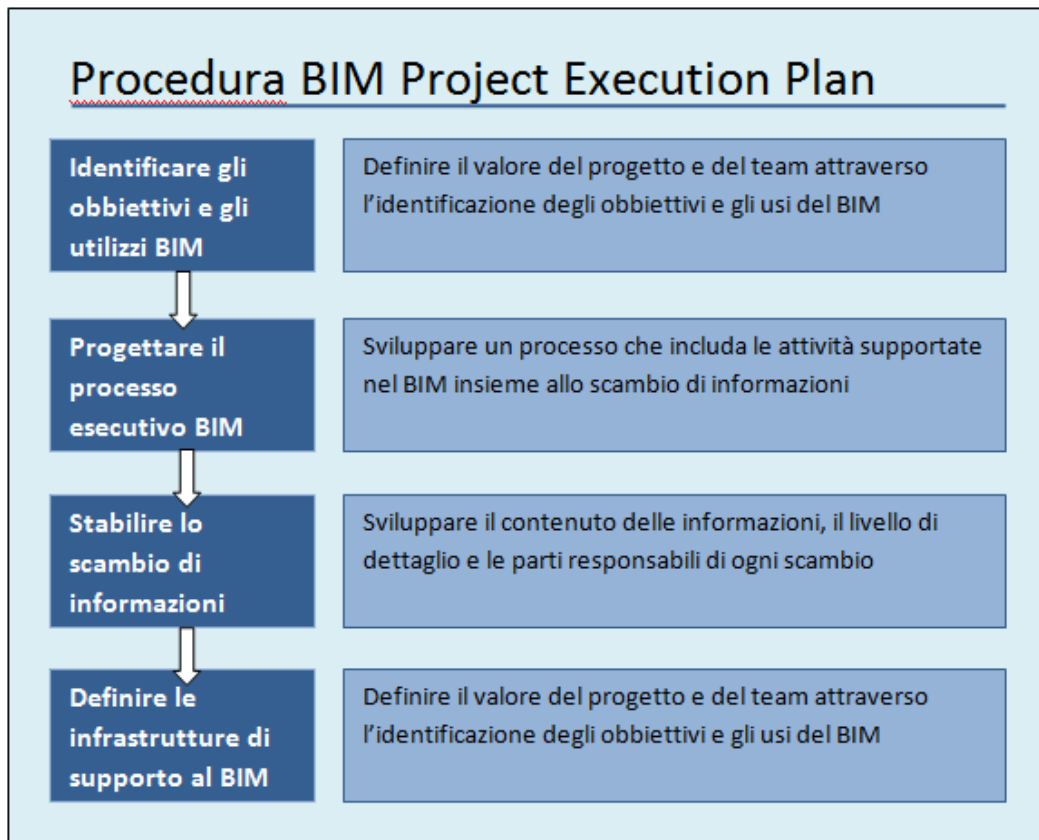 Procedura BIM Project Execution Plan
Identificare gli
obbiettivi e gli
utilizzi BIM
Definire il valore del progetto e del team attraverso
l’identificazione degli obbiettivi e gli usi del BIM
Progettare il
processo
esecutivo BIM
Sviluppare un processo che includa le attività supportate
nel BIM insieme allo scambio di informazioni
Stabilire lo
scambio di
informazioni
Sviluppare il contenuto delle informazioni, il livello di
dettaglio e le parti responsabili di ogni scambio
Definire le
infrastrutture di
supporto al BIM
Definire il valore del progetto e del team attraverso
l’identificazione degli obbiettivi e gli usi del BIM